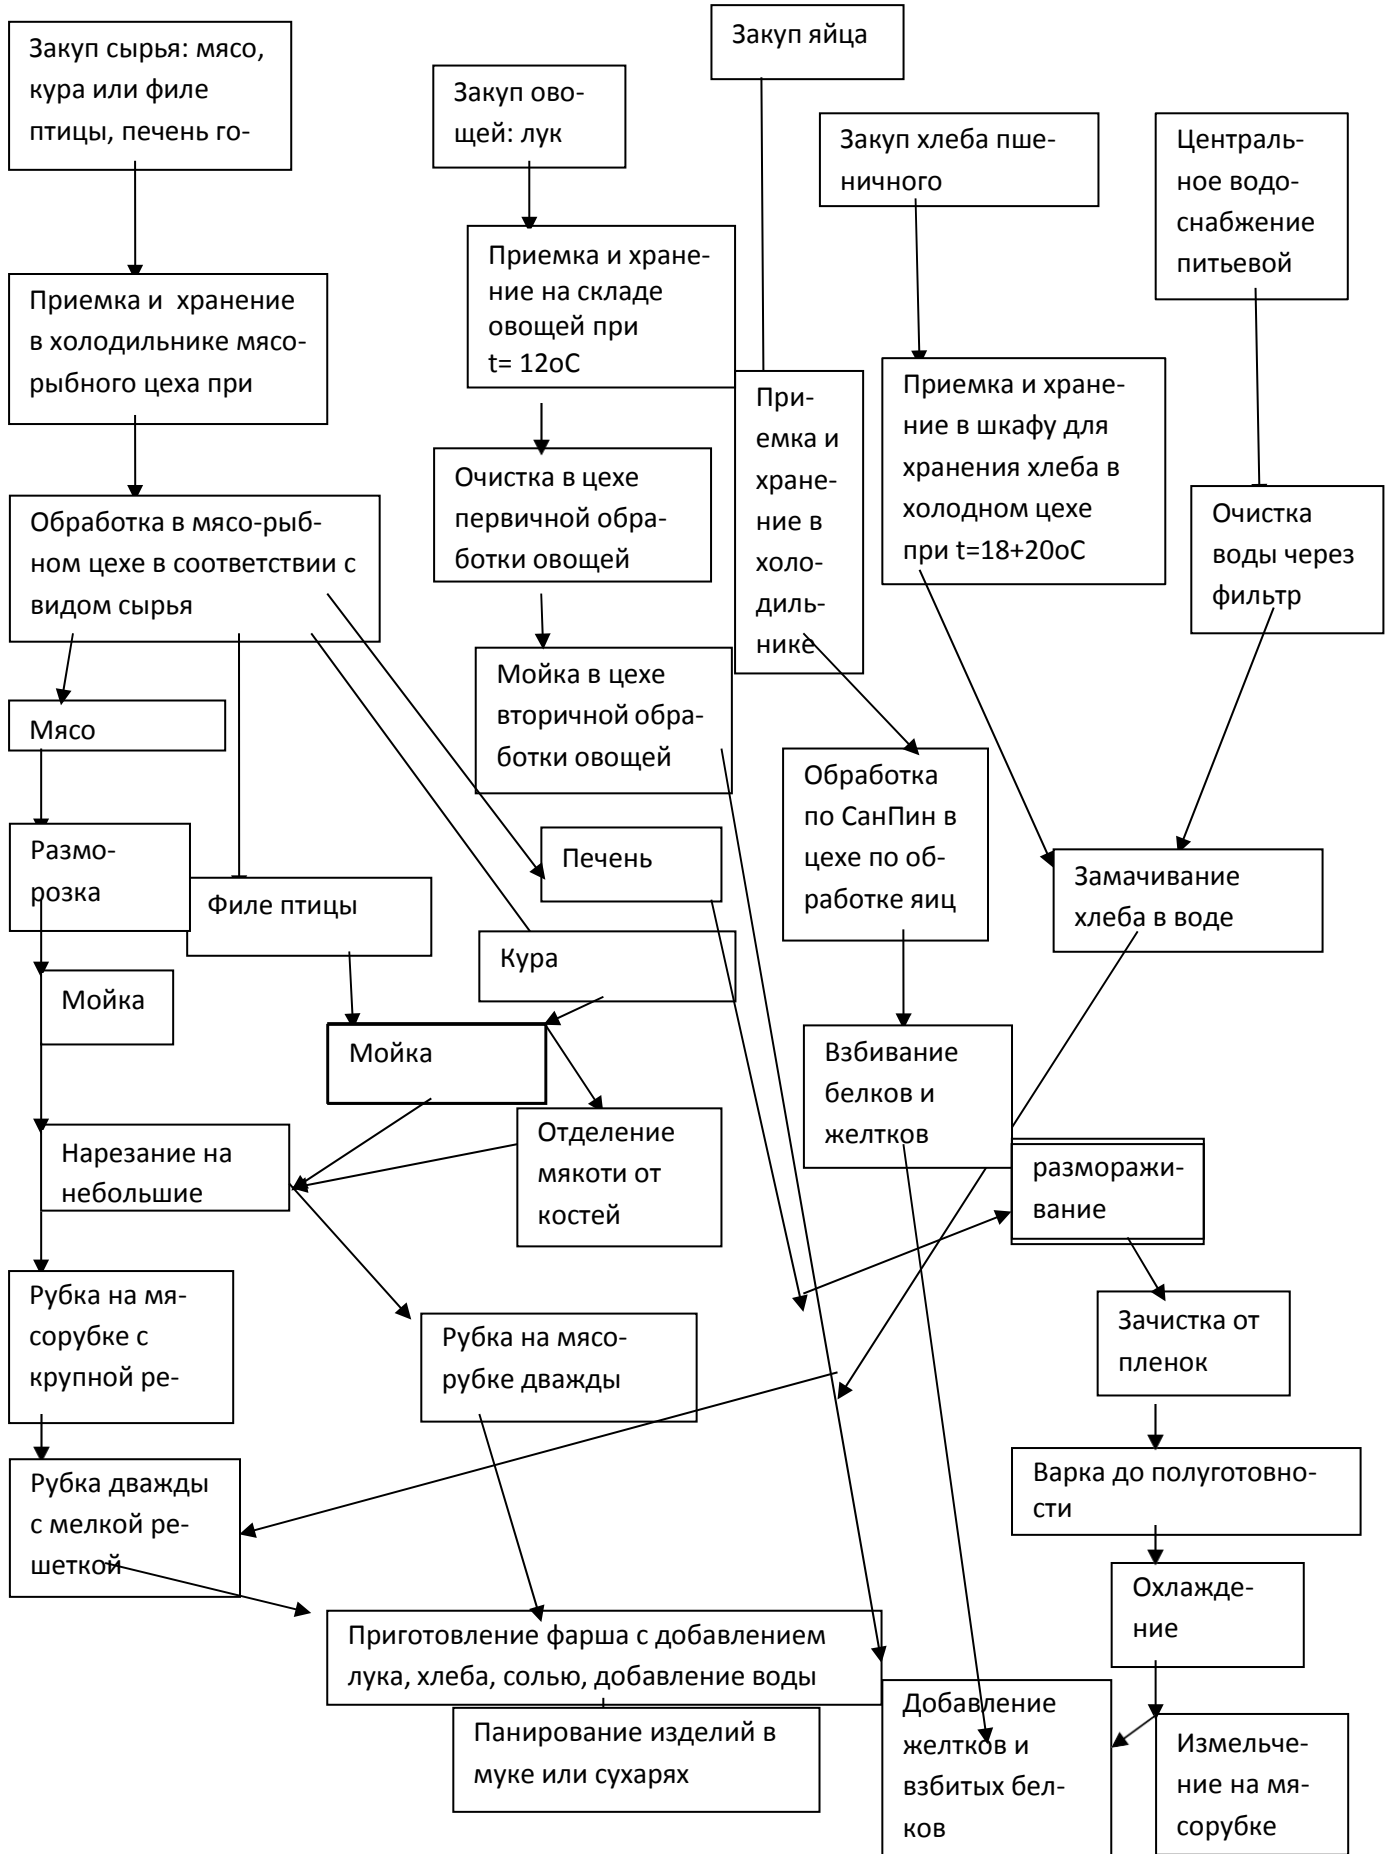 Закуп сырья: мясо,
кура или филе
птицы, печень го-
Закуп ово-
щей: лук
Закуп яйца
Закуп хлеба пше-
ничного
Централь-
ное водо-
снабжение
питьевой
Приемка и хранение
в холодильнике мясо-
рыбного цеха при
Приемка и хране-
ние на складе
овощей при
t= 12оС
При-
емка и
хране-
ние в
холо-
диль-
нике
Приемка и хране-
ние в шкафу для
хранения хлеба в
холодном цехе
при t=18+20оС
Очистка
воды через
фильтр
Обработка в мясо-рыб-
ном цехе в соответствии с
видом сырья
Очистка в цехе
первичной обра-
ботки овощей
Мойка в цехе
вторичной обра-
ботки овощей
Мясо
Размо-
розка
Филе птицы
Печень
Кура
Обработка
по СанПин в
цехе по об-
работке яиц
Замачивание
хлеба в воде
Мойка
Мойка
Взбивание
белков и
желтков
Нарезание на
небольшие
Отделение
мякоти от
костей
разморажи-
вание
Рубка на мя-
сорубке с
крупной ре-
Рубка на мясо-
рубке дважды
Зачистка от
пленок
Рубка дважды
с мелкой ре-
шеткой
Варка до полуготовно-
сти
Охлажде-
ние
Приготовление фарша с добавлением
лука, хлеба, солью, добавление воды
Панирование изделий в
муке или сухарях
Добавление
желтков и
взбитых бел-
ков
Измельче-
ние на мя-
сорубке